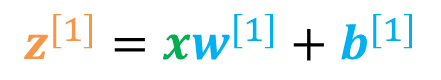 z^[1] = xw^[1] + b^[1]